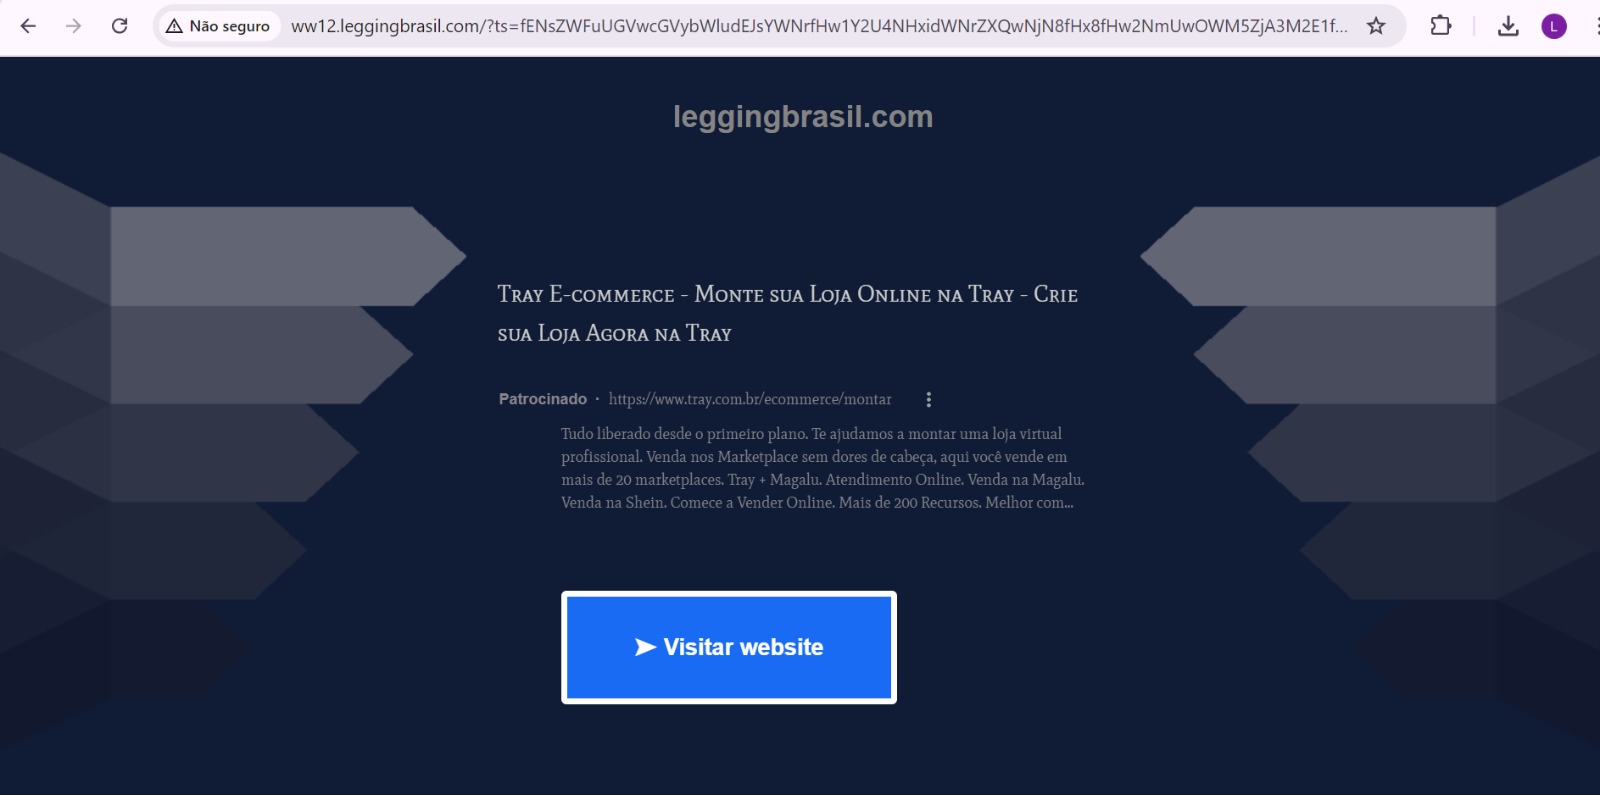 Não seguro
ww12.leggingbrasil.com/?ts=fENsZWFuUGVwcGVybWludEJsYWNrfHw1Y2U4NHxidWNrZXQwNjN8fHx8fHw2NmUwOWM5ZjA3M2E1f...
L
leggingbrasil.com
Tray E-commerce - Monte sua Loja Online na Tray - Crie
sua Loja Agora na Tray
Patrocinado · https://www.tray.com.br/ecommerce/montar
Tudo liberado desde o primeiro plano. Te ajudamos a montar uma loja virtual
profissional. Venda nos Marketplace sem dores de cabeça, aqui você vende em
mais de 20 marketplaces. Tray + Magalu. Atendimento Online. Venda na Magalu.
Venda na Shein. Comece a Vender Online. Mais de 200 Recursos. Melhor com...
➤ Visitar website